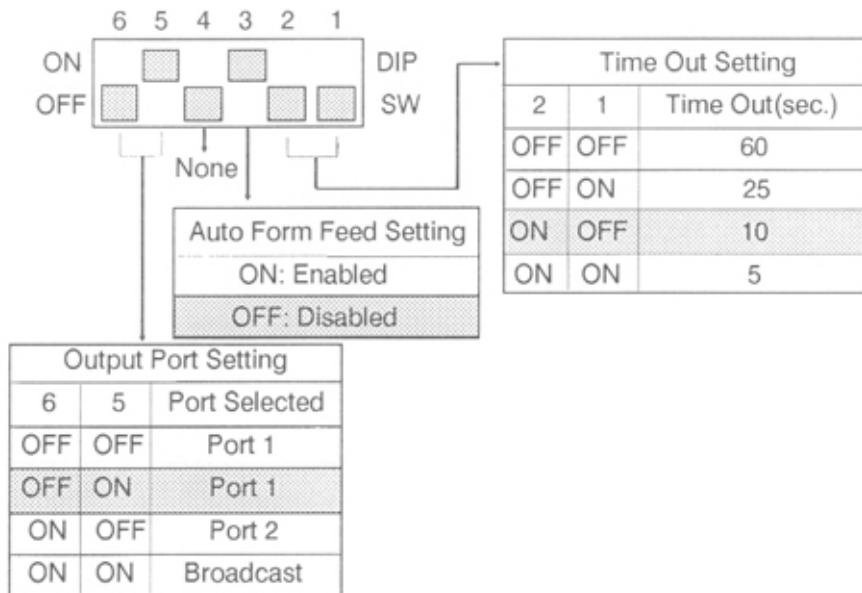 6 5 4 3 2 1
ON DIP
OFF SW
None
Time Out Setting
2 1 Time Out(sec.)
OFF OFF 60
OFF ON 25
ON OFF 10
ON ON 5
Auto Form Feed Setting
ON: Enabled
OFF: Disabled
Output Port Setting
6 5 Port Selected
OFF OFF Port 1
OFF ON Port 1
ON OFF Port 2
ON ON Broadcast